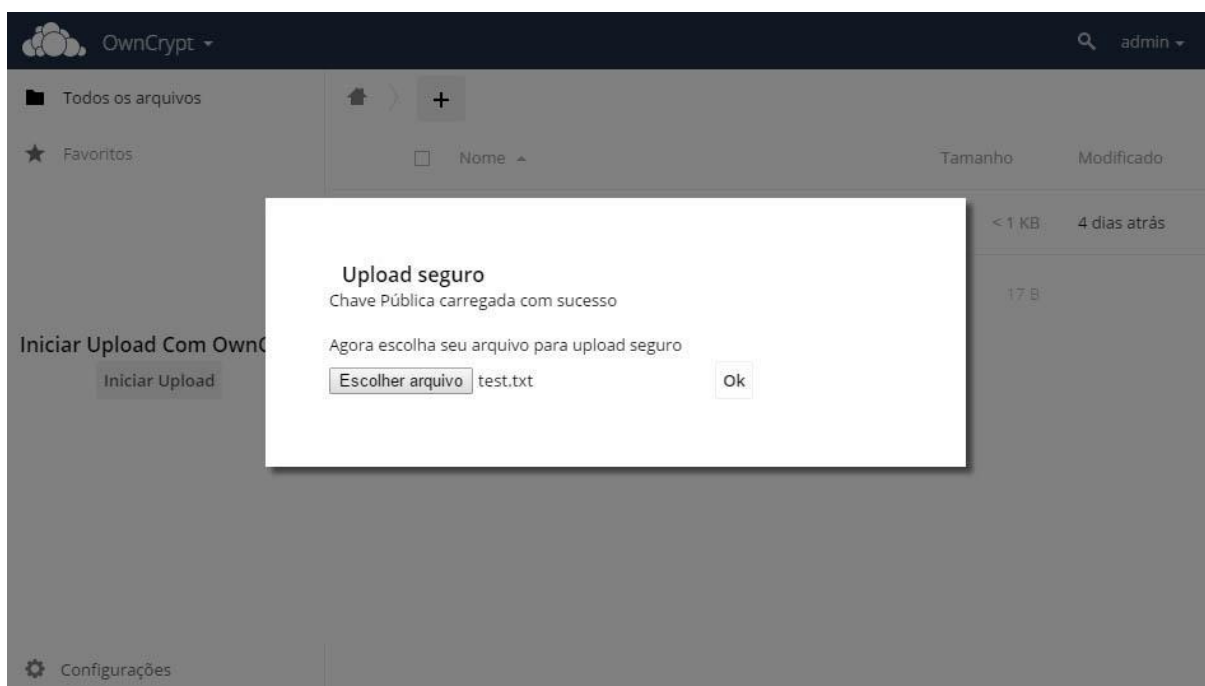 OwnCrypt
admin
Todos os arquivos
+
Favoritos
Nome
Tamanho
Modificado
< 1 KB
4 dias atrás
Upload seguro
Chave Pública carregada com sucesso
17 B
Iniciar Upload Com Own
Agora escolha seu arquivo para upload seguro
Iniciar Upload
Escolher arquivo test.txt
Ok
Configurações